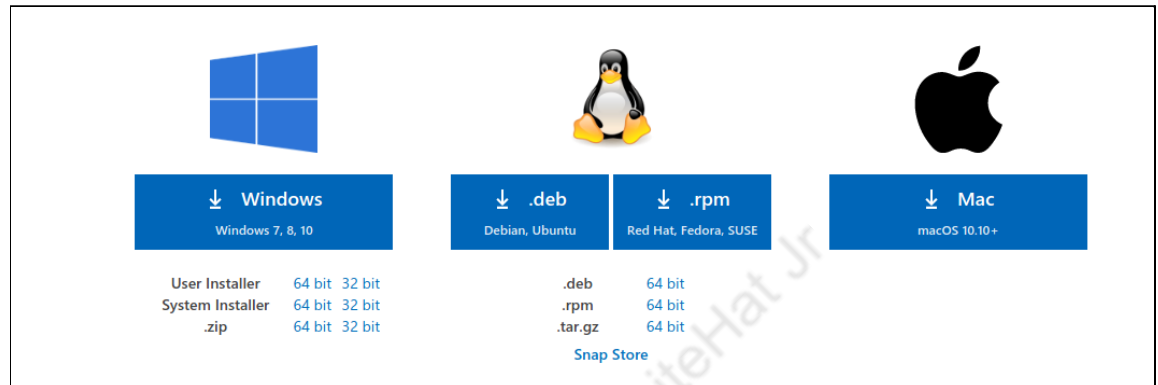 Windows
Windows 7, 8, 10
User Installer 64 bit 32 bit
System Installer 64 bit 32 bit
.zip 64 bit 32 bit
.deb
Debian, Ubuntu
.rpm
Red Hat, Fedora, SUSE
.deb 64 bit
.rpm 64 bit
.tar.gz 64 bit
Snap Store
Mac
macOS 10.10+
iteHat Jr